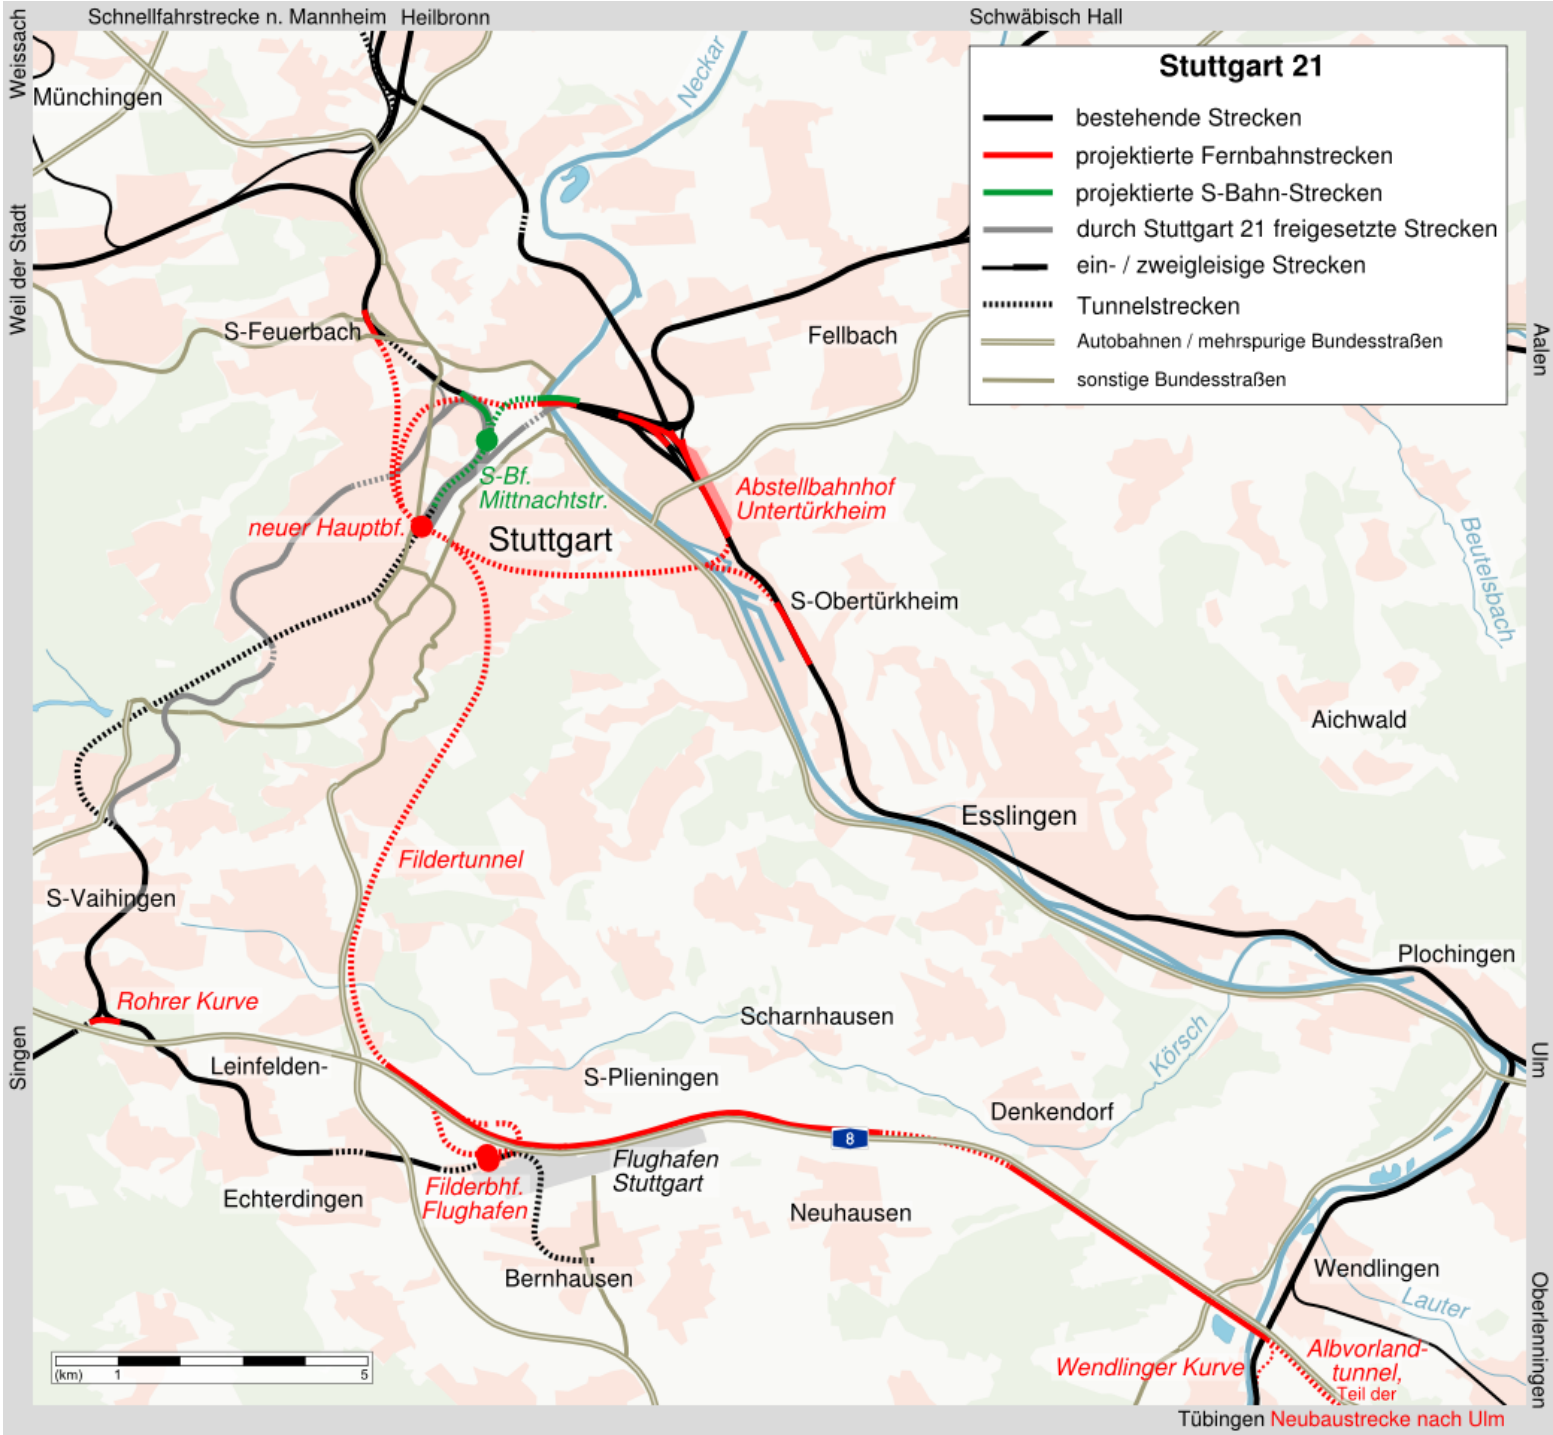 Schnellfahrstrecke n. Mannheim
Heilbronn
Schwäbisch Hall
Weissach
Münchingen
Neckar
Stuttgart 21
bestehende Strecken
projektierte Fernbahnstrecken
projektierte S-Bahn-Strecken
durch Stuttgart 21 freigesetzte Strecken
ein- / zweigleisige Strecken
Tunnelstrecken
Autobahnen / mehrspurige Bundesstraßen
sonstige Bundesstraßen
Weil der Stadt
S-Feuerbach
Fellbach
Aalen
S-Bf.
Mittnachtstr.
Abstellbahnhof
Untertürkheim
neuer Hauptbf.
Stuttgart
Beutelsbach
S-Obertürkheim
Aichwald
Esslingen
Fildertunnel
S-Vaihingen
Plochingen
Rohrer Kurve
Scharnhausen
Körsch
Singen
Leinfelden-
S-Plieningen
Ulm
Denkendorf
8
Flughafen
Stuttgart
Filderbhf.
Flughafen
Echterdingen
Neuhausen
Bernhausen
Wendlingen
Lauter
Oberlenningen
Wendlinger Kurve
Albvorland-
tunnel,
Teil der
(km) 1 5
Tübingen Neubaustrecke nach Ulm